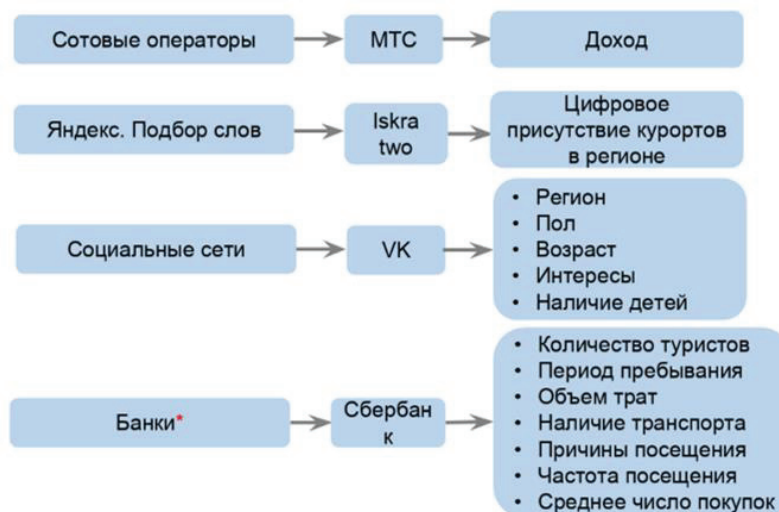 Сотовые операторы
МТС
Доход
Яндекс. Подбор слов
Iskra
two
Цифровое
присутствие курортов
в регионе
Социальные сети
VK
• Регион
• Пол
• Возраст
• Интересы
• Наличие детей
Банки*
Сбербан
к
• Количество туристов
• Период пребывания
• Объем трат
• Наличие транспорта
• Причины посещения
• Частота посещения
• Среднее число покупок